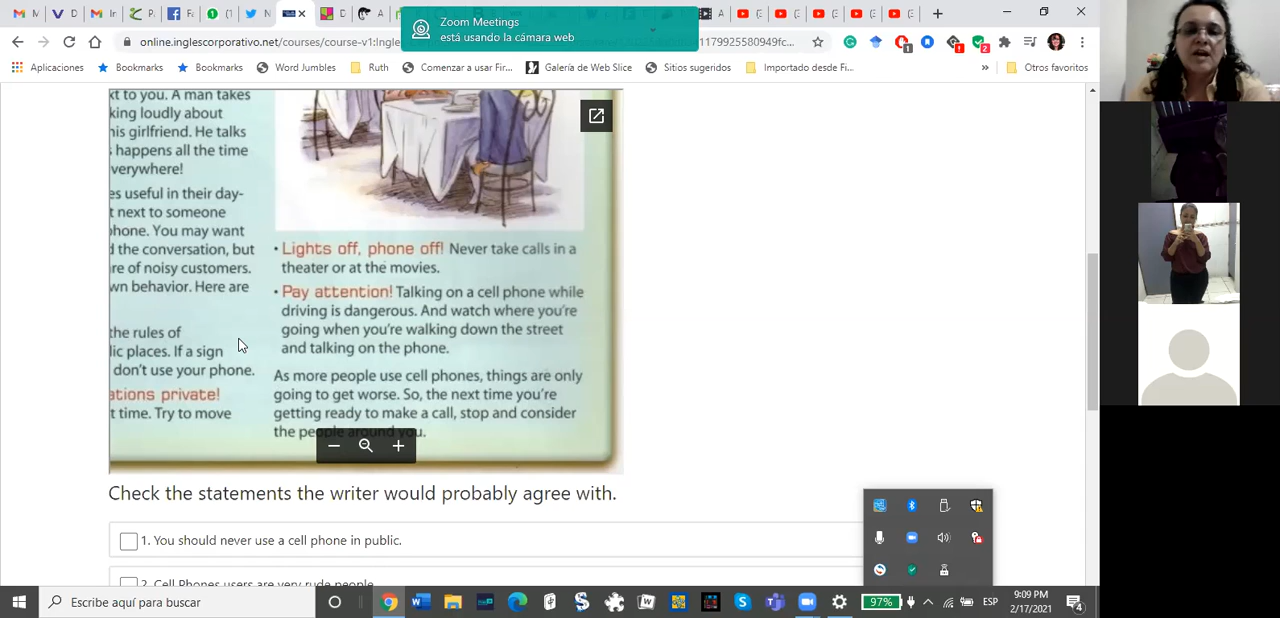 Zoom Meetings
está usando la cámara web
online.inglescorporativo.net/courses/course-v1:Ingle
1179925580949fc...
Aplicaciones
Bookmarks
Bookmarks
Word Jumbles
Ruth
Comenzar a usar Fir...
Galería de Web Slice
Sitios sugeridos
Importado desde Fi...
»
Otros favoritos
xt to you. A man takes
king loudly about
his girlfriend. He talks
s happens all the time
verywhere!
es useful in their day-
t next to someone
phone. You may want
d the conversation, but
re of noisy customers.
wn behavior. Here are
the rules of
lic places. If a sign
don't use your phone.
ations private!
t time. Try to move
• Lights off, phone off! Never take calls in a
theater or at the movies.
• Pay attention! Talking on a cell phone while
driving is dangerous. And watch where you're
going when you're walking down the street
and talking on the phone.
As more people use cell phones, things are only
going to get worse. So, the next time you're
getting ready to make a call, stop and consider
the people around you.
Check the statements the writer would probably agree with.
1. You should never use a cell phone in public.
2. Cell Phones users are very rude people
Escribe aquí para buscar
97%
ESP
9:09 PM
2/17/2021
4